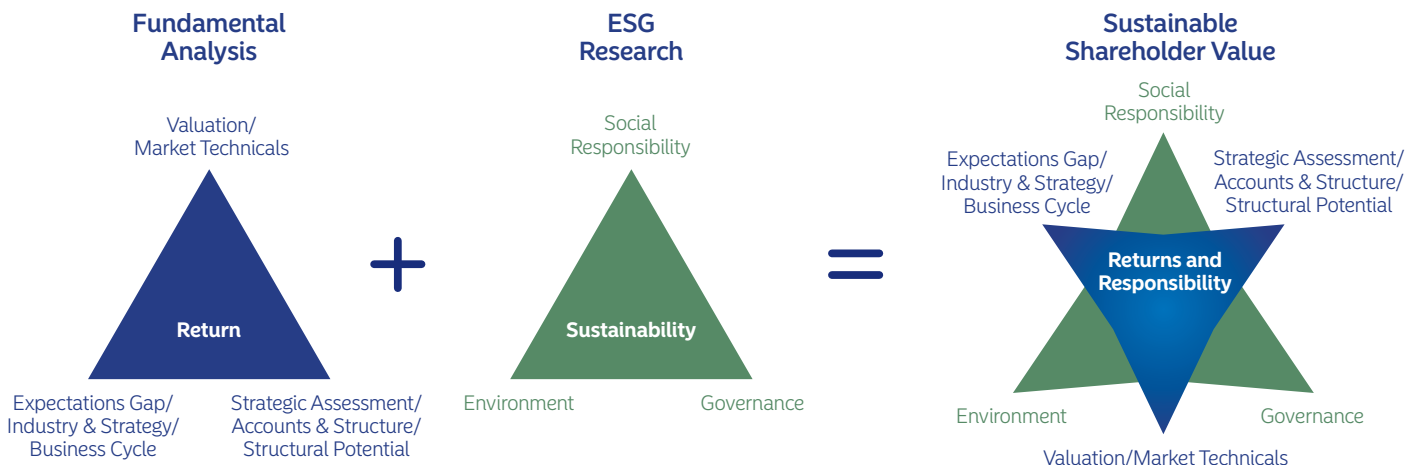 Fundamental
Analysis
Valuation/
Market Technicals
Return
Expectations Gap/
Industry & Strategy/
Business Cycle
Strategic Assessment/
Accounts & Structure/
Structural Potential
+
ESG
Research
Social
Responsibility
Sustainability
Environment
Governance
=
Sustainable
Shareholder Value
Social
Responsibility
Expectations Gap/
Industry & Strategy/
Business Cycle
Strategic Assessment/
Accounts & Structure/
Structural Potential
Returns and
Responsibility
Environment
Governance
Valuation/Market Technicals